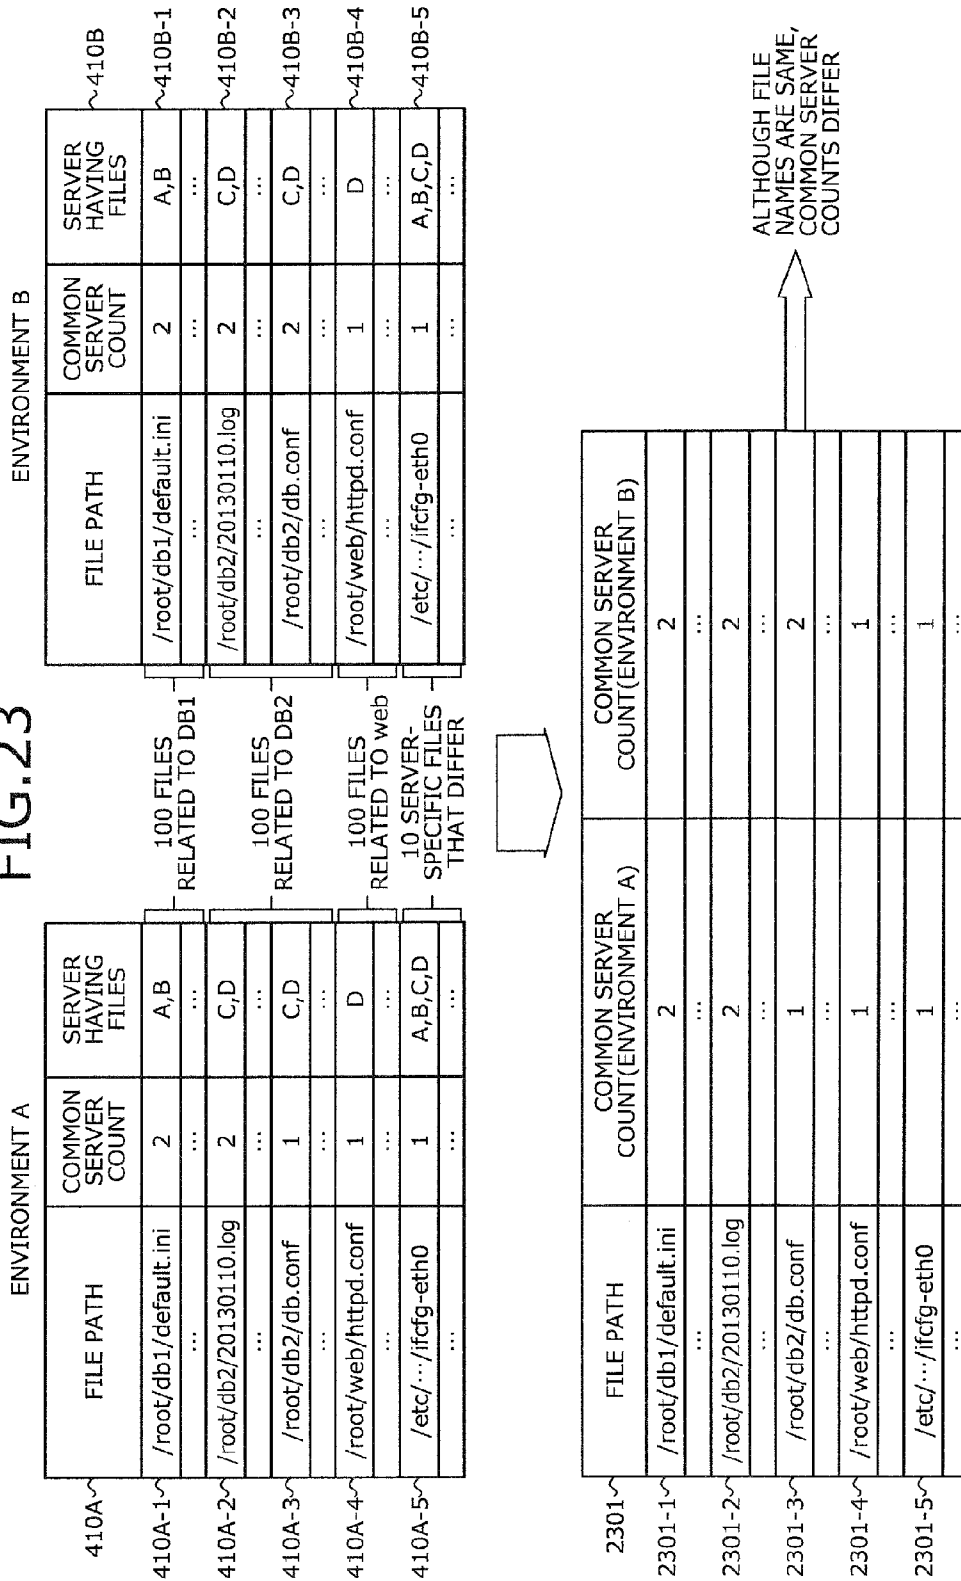 FIG.23
ENVIRONMENT A
FILE PATH
COMMON
SERVER
COUNT
SERVER
HAVING
FILES
410A
410A-1
/root/db1/default.ini
2
A,B
...
...
...
410A-2
/root/db2/20130110.log
2
C,D
...
...
...
410A-3
/root/db2/db.conf
1
C,D
...
...
...
410A-4
/root/web/httpd.conf
1
D
...
...
...
410A-5
/etc/.../ifcfg-eth0
1
A,B,C,D
...
...
...
100 FILES
RELATED TO DB1
100 FILES
RELATED TO DB2
100 FILES
RELATED TO web
10 SERVER-
SPECIFIC FILES
THAT DIFFER
ENVIRONMENT B
FILE PATH
COMMON
SERVER
COUNT
SERVER
HAVING
FILES
410B
/root/db1/default.ini
2
A,B
410B-1
...
...
...
/root/db2/20130110.log
2
C,D
410B-2
...
...
...
/root/db2/db.conf
2
C,D
410B-3
...
...
...
/root/web/httpd.conf
1
D
410B-4
...
...
...
/etc/.../ifcfg-eth0
1
A,B,C,D
410B-5
...
...
...
2301
FILE PATH
COMMON SERVER
COUNT(ENVIRONMENT A)
COMMON SERVER
COUNT(ENVIRONMENT B)
2301-1
/root/db1/default.ini
2
2
...
...
...
2301-2
/root/db2/20130110.log
2
2
...
...
...
2301-3
/root/db2/db.conf
1
2
...
...
...
2301-4
/root/web/httpd.conf
1
1
...
...
...
2301-5
/etc/.../ifcfg-eth0
1
1
...
...
...
ALTHOUGH FILE
NAMES ARE SAME,
COMMON SERVER
COUNTS DIFFER